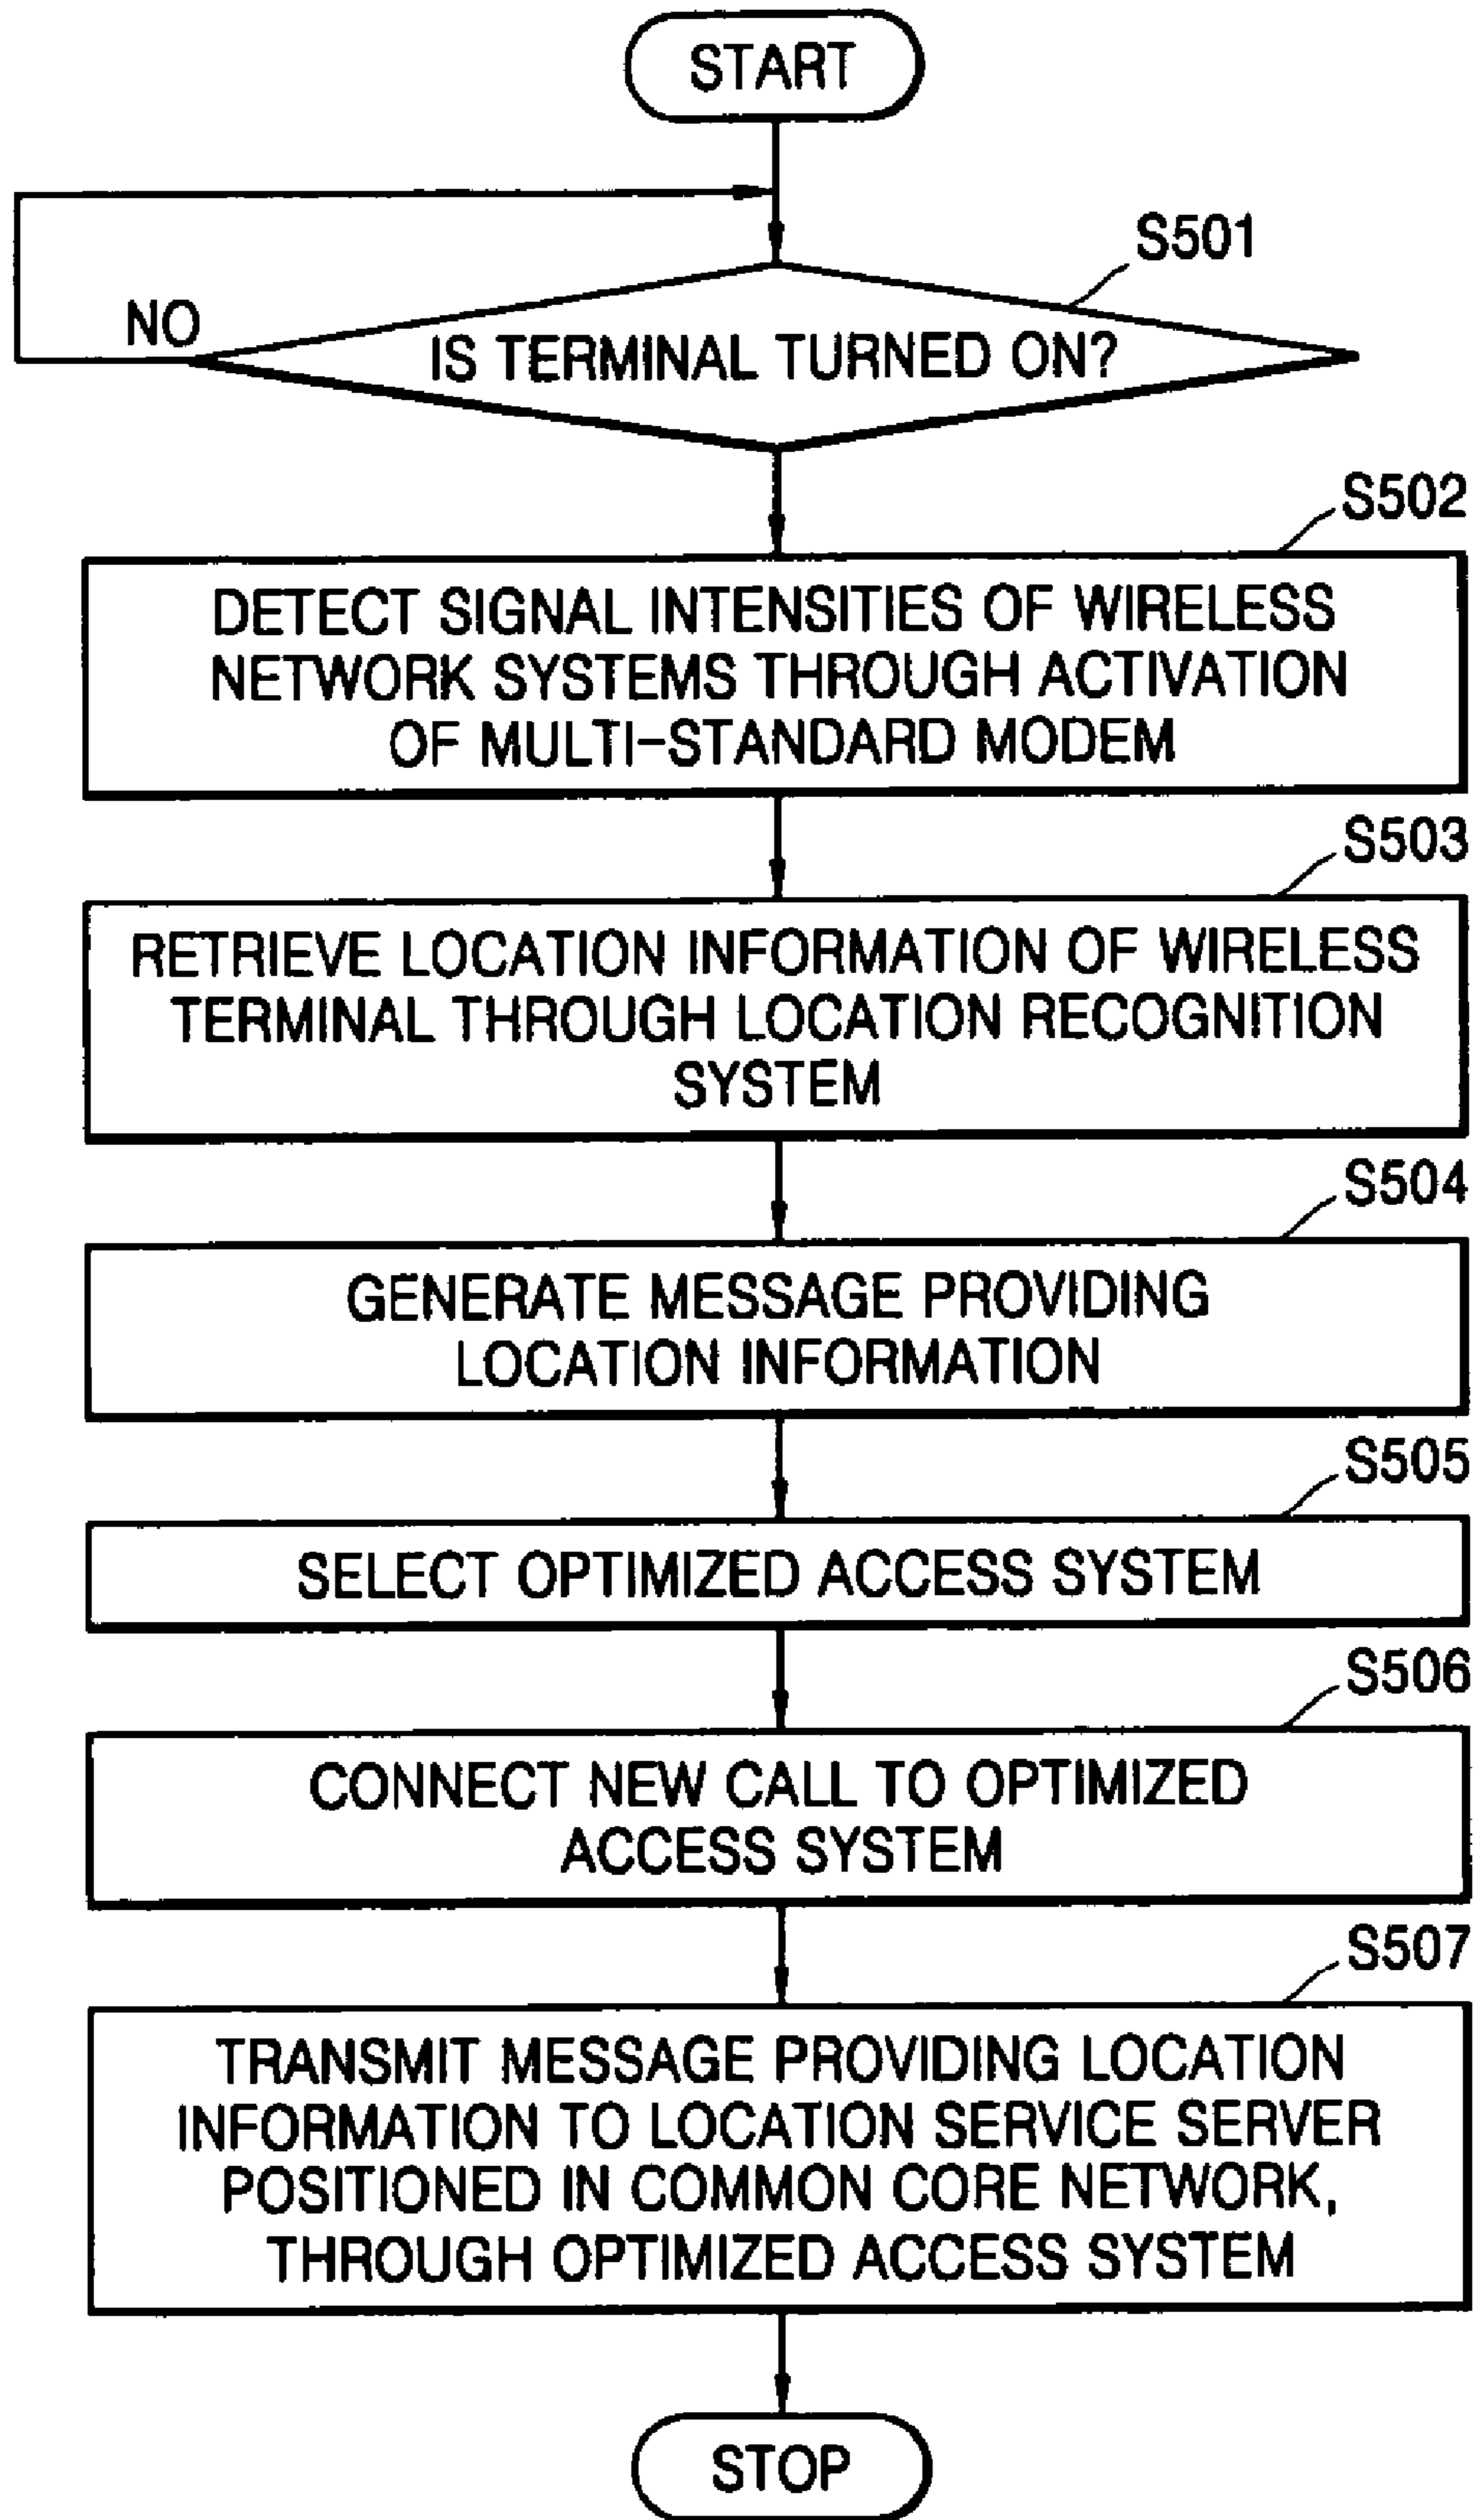 START
S501
NO
IS TERMINAL TURNED ON?
S502
DETECT SIGNAL INTENSITIES OF WIRELESS
NETWORK SYSTEMS THROUGH ACTIVATION
OF MULTI-STANDARD MODEM
S503
RETRIEVE LOCATION INFORMATION OF WIRELESS
TERMINAL THROUGH LOCATION RECOGNITION
SYSTEM
S504
GENERATE MESSAGE PROVIDING
LOCATION INFORMATION
S505
SELECT OPTIMIZED ACCESS SYSTEM
S506
CONNECT NEW CALL TO OPTIMIZED
ACCESS SYSTEM
S507
TRANSMIT MESSAGE PROVIDING LOCATION
INFORMATION TO LOCATION SERVICE SERVER
POSITIONED IN COMMON CORE NETWORK,
THROUGH OPTIMIZED ACCESS SYSTEM
STOP